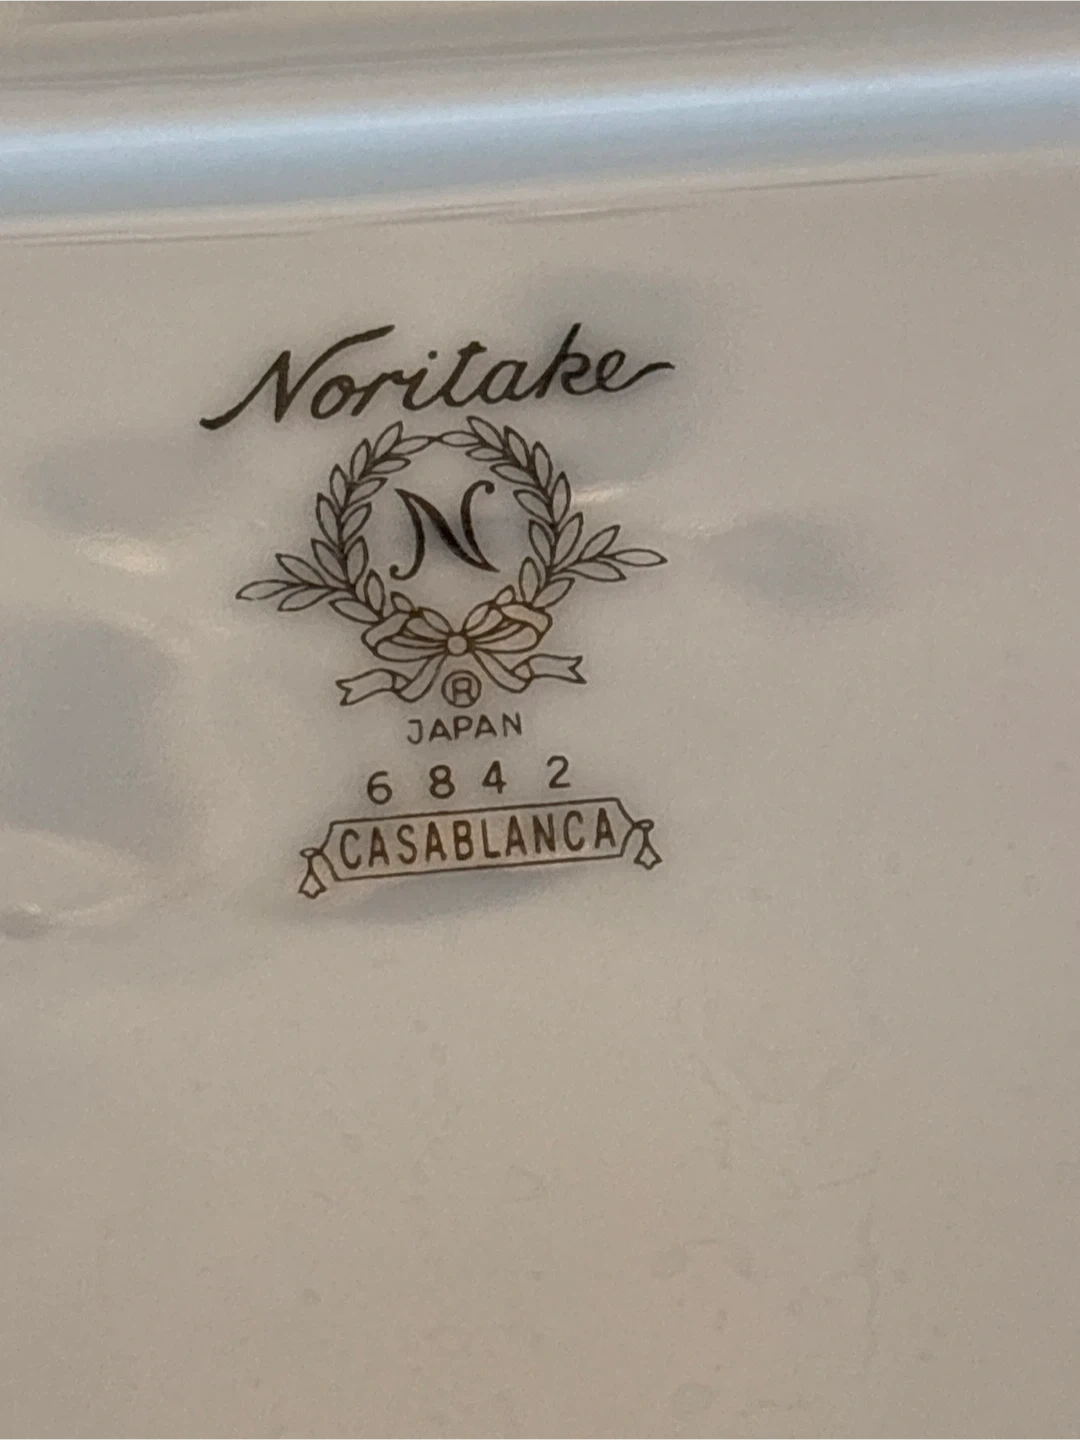 Noritake
N
®
JAPAN
6842
CASABLANCA